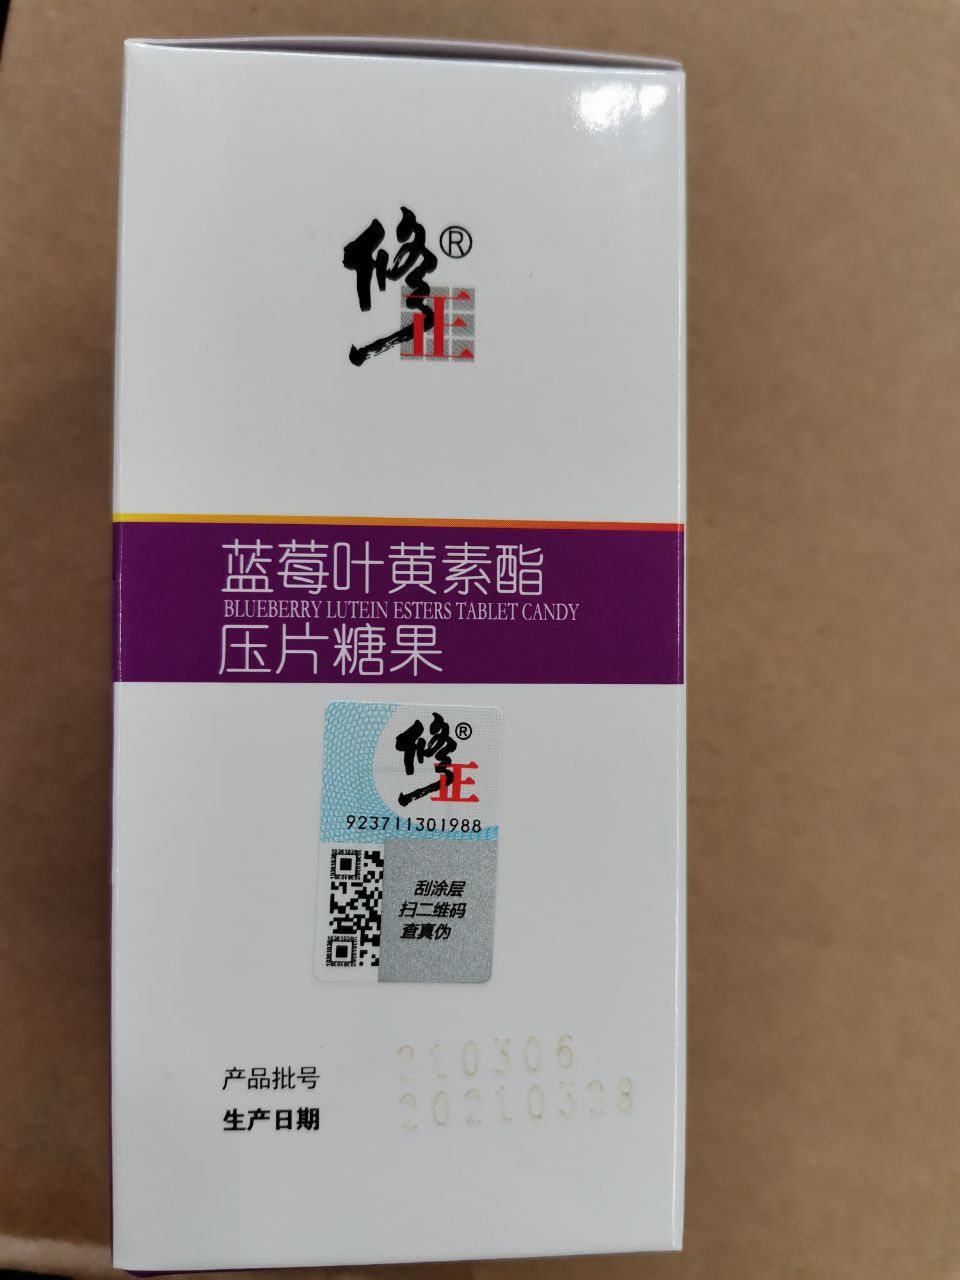 修®
正
蓝莓叶黄素酯
BLUEBERRY LUTEIN ESTERS TABLET CANDY
压片糖果
修®
正
923711301988
刮涂层
扫二维码
查真伪
产品批号 210306
生产日期 20210328